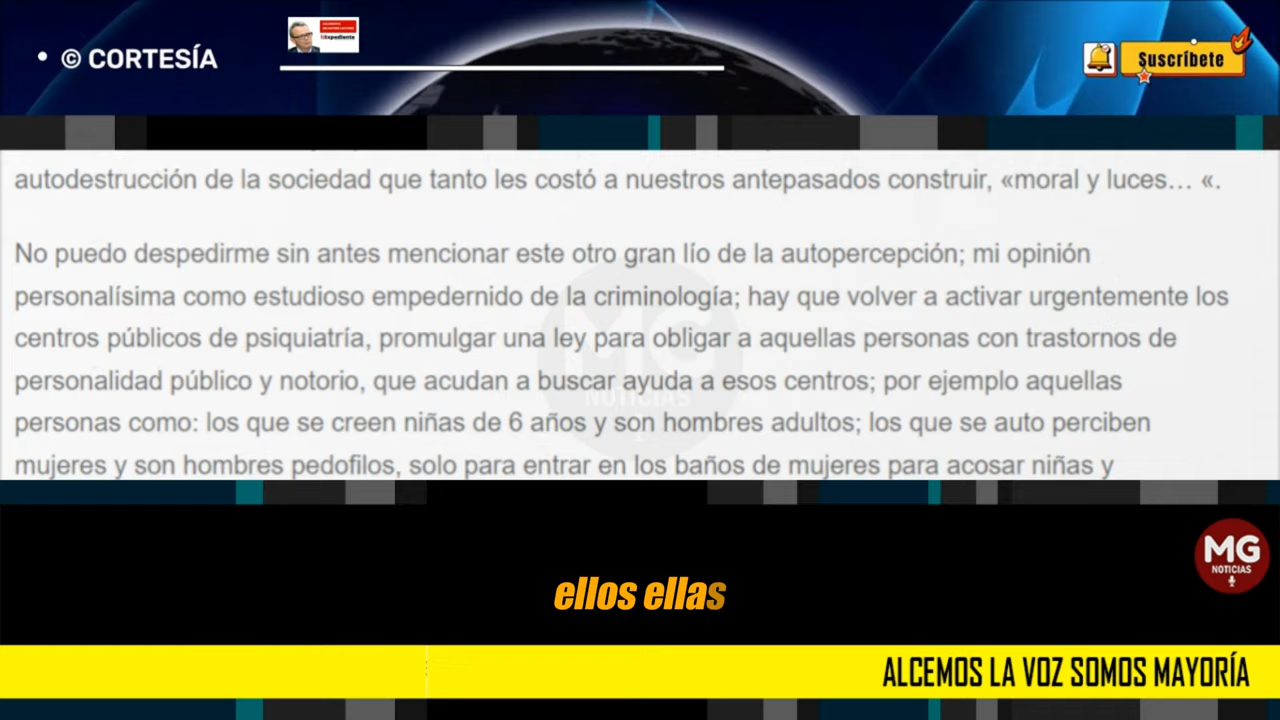 • © CORTESÍA
Expediente
Suscríbete
autodestrucción de la sociedad que tanto les costó a nuestros antepasados construir, «moral y luces… «.
No puedo despedirme sin antes mencionar este otro gran lío de la autopercepción; mi opinión
personalísima como estudioso empedernido de la criminología; hay que volver a activar urgentemente los
centros públicos de psiquiatría, promulgar una ley para obligar a aquellas personas con trastornos de
personalidad público y notorio, que acudan a buscar ayuda a esos centros; por ejemplo aquellas
personas como: los que se creen niñas de 6 años y son hombres adultos; los que se auto perciben
mujeres y son hombres pedofilos, solo para entrar en los baños de mujeres para acosar niñas y
MG
NOTICIAS
MG
NOTICIAS
ellos ellas
ALCEMOS LA VOZ SOMOS MAYORÍA